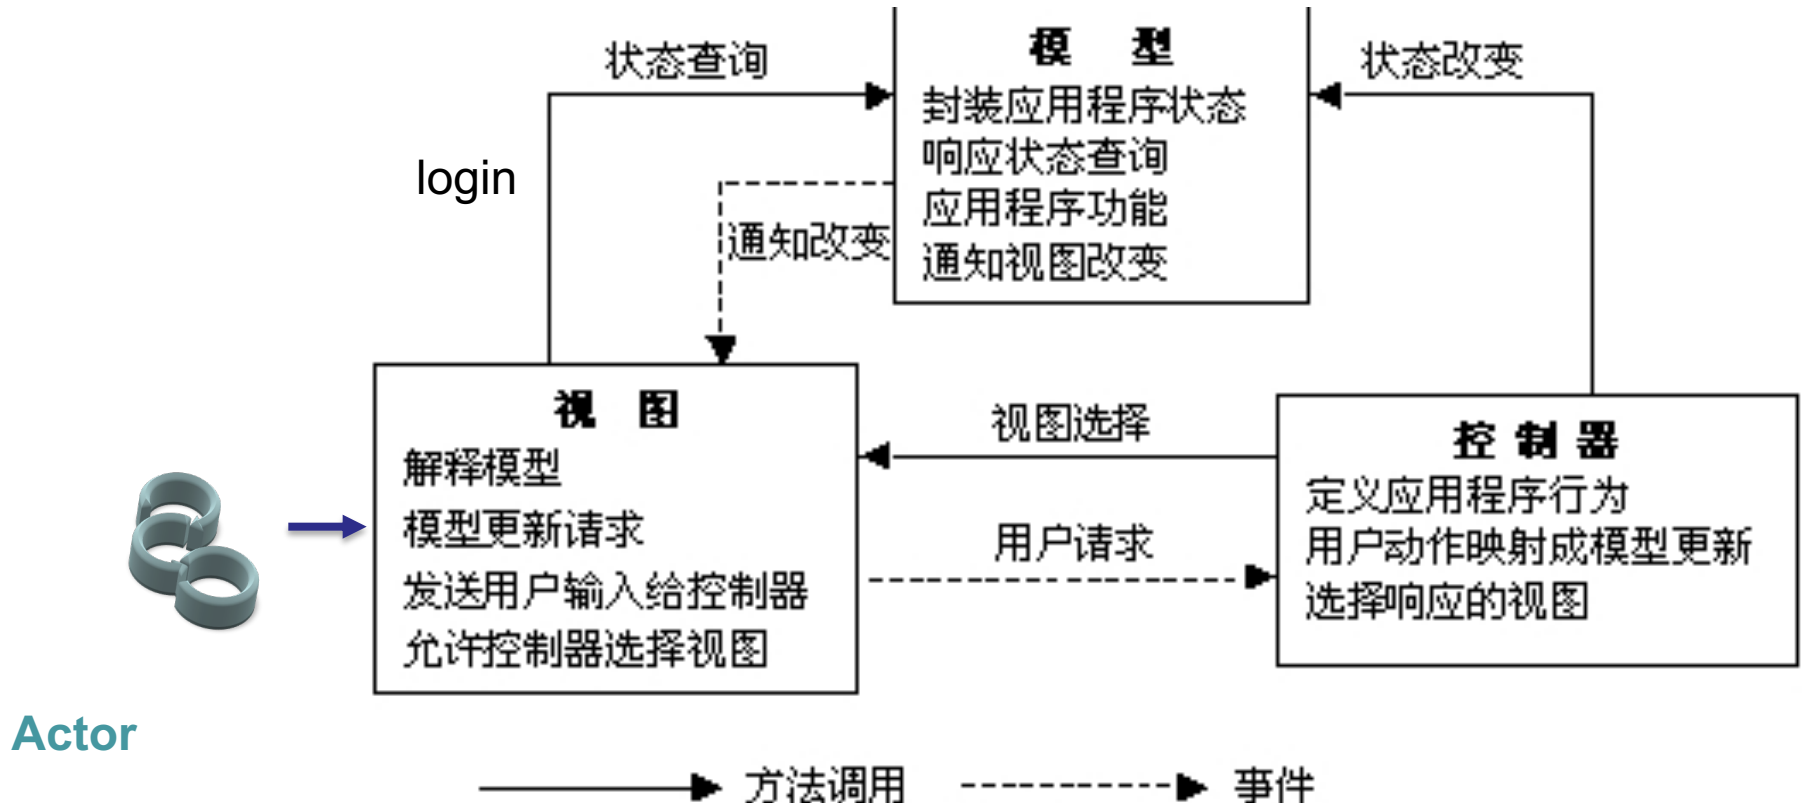 状态查询
模 型
状态改变
封装应用程序状态
响应状态查询
应用程序功能
通知视图改变
login
通知改变
视 图
解释模型
模型更新请求
发送用户输入给控制器
允许控制器选择视图
视图选择
用户请求
控 制 器
定义应用程序行为
用户动作映射成模型更新
选择响应的视图
Actor
方法调用
事件